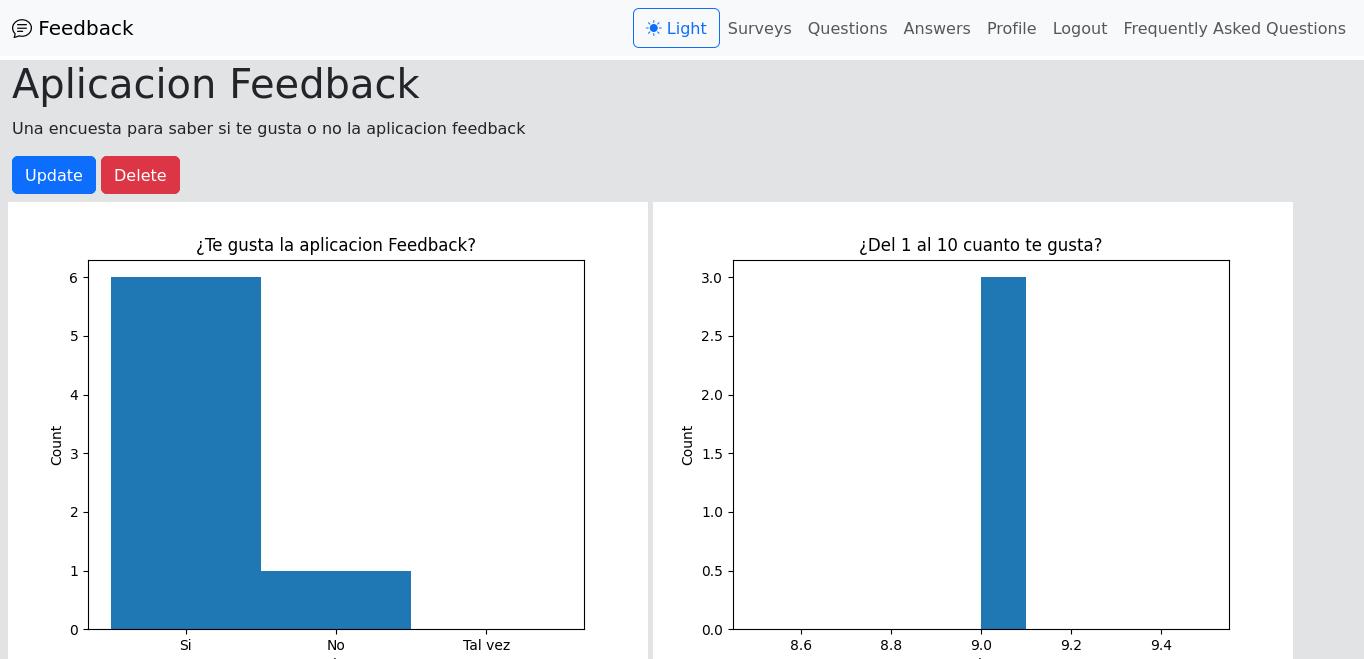 Feedback
Light Surveys Questions Answers Profile Logout Frequently Asked Questions
Aplicacion Feedback
Una encuesta para saber si te gusta o no la aplicacion feedback
Update Delete
¿Te gusta la aplicacion Feedback?
6
5
4
3
2
1
0
Count
Si No Tal vez
¿Del 1 al 10 cuanto te gusta?
3.0
2.5
2.0
1.5
1.0
0.5
0.0
Count
8.6 8.8 9.0 9.2 9.4